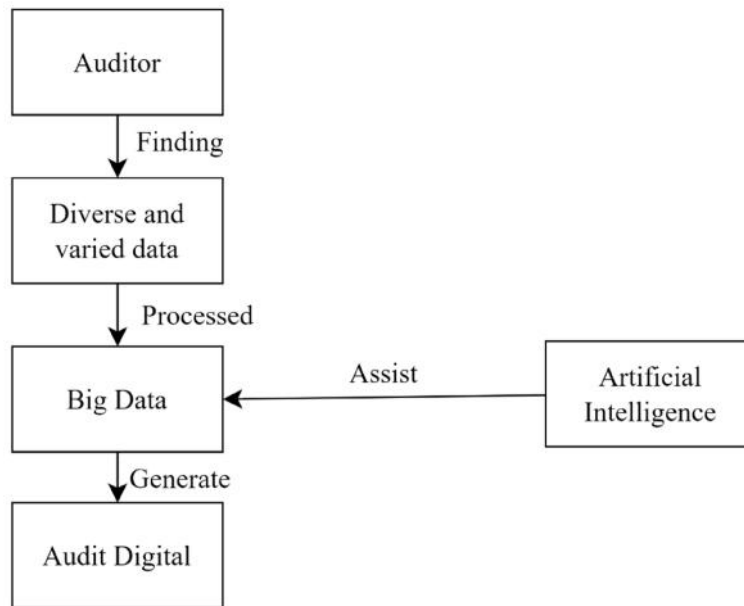 Auditor
Finding
Diverse and
varied data
Processed
Big Data
Assist
Artificial
Intelligence
Generate
Audit Digital